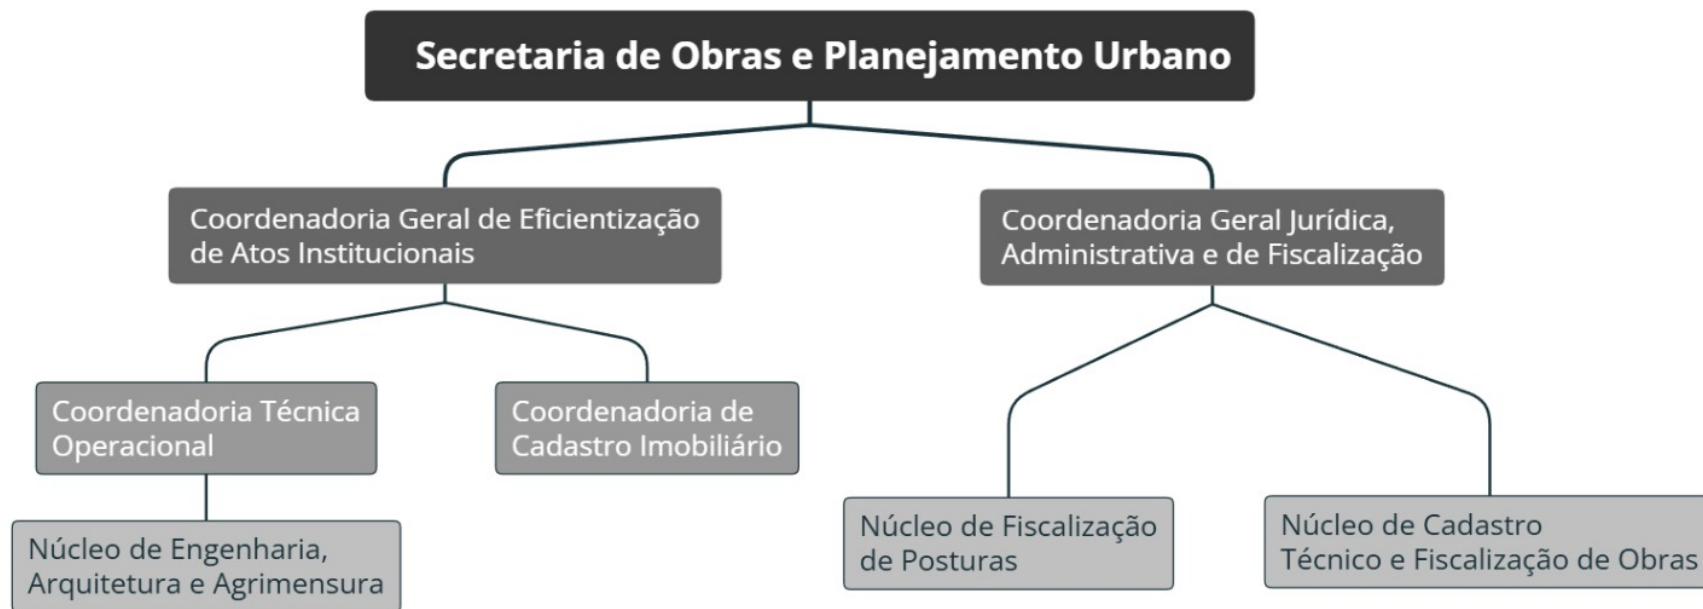 Secretaria de Obras e Planejamento Urbano
Coordenadoria Geral de Eficientização
de Atos Institucionais
Coordenadoria Geral Jurídica,
Administrativa e de Fiscalização
Coordenadoria Técnica
Operacional
Coordenadoria de
Cadastro Imobiliário
Núcleo de Engenharia,
Arquitetura e Agrimensura
Núcleo de Fiscalização
de Posturas
Núcleo de Cadastro
Técnico e Fiscalização de Obras